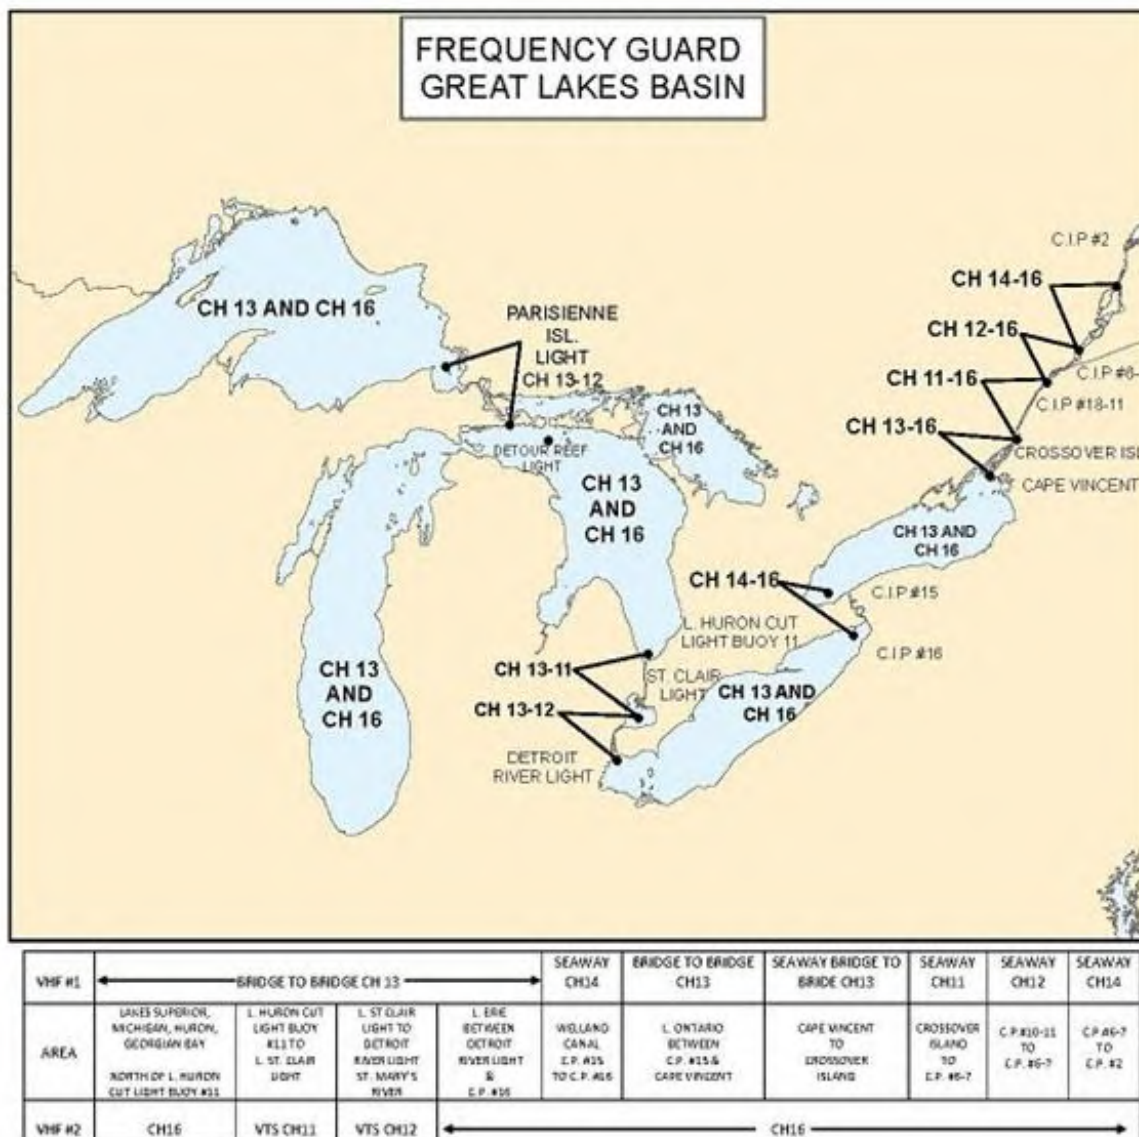 FREQUENCY GUARD
GREAT LAKES BASIN
C.I.P #2
CH 14-16
CH 13 AND CH 16
PARISIENNE
ISL.
LIGHT
CH 13-12
CH 12-16
C.I.P #6-
CH 11-16
C.I.P #18-11
CH 13
AND
CH 16
CH 13-16
CROSSOVER ISL
DETOUR REEF
LIGHT
CAPE VINCENT
CH 13
AND
CH 16
CH 13 AND
CH 16
CH 14-16
C.I.P #15
L. HURON CUT
LIGHT BUOY 11
C.I.P #16
CH 13-11
ST. CLAIR
LIGHT
CH 13
AND
CH 16
CH 13 AND
CH 16
CH 13-12
DETROIT
RIVER LIGHT
VHF #1
BRIDGE TO BRIDGE CH 13
SEAWAY
CH14
BRIDGE TO BRIDGE
CH13
SEAWAY BRIDGE TO
BRIDE CH13
SEAWAY
CH11
SEAWAY
CH12
SEAWAY
CH14
AREA
LAKES SUPERIOR,
MICHIGAN, HURON,
GEORGIAN BAY
NORTH OF L. HURON
CUT LIGHT BUOY #11
L. HURON CUT
LIGHT BUOY
#11 TO
L. ST. CLAIR
LIGHT
L. ST CLAIR
LIGHT TO
DETROIT
RIVER LIGHT
ST. MARY'S
RIVER
L. ERIE
BETWEEN
DETROIT
RIVER LIGHT
&
C.P. #16
WELLAND
CANAL
C.P. #15
TO C.P. #16
L. ONTARIO
BETWEEN
C.P. #15 &
CAPE VINCENT
CAPE VINCENT
TO
CROSSOVER
ISLAND
CROSSOVER
ISLAND
TO
C.P. #6-7
C.P.#10-11
TO
C.P. #6-7
C.P. #6-7
TO
C.P. #2
VHF #2
CH16
VTS CH11
VTS CH12
CH16